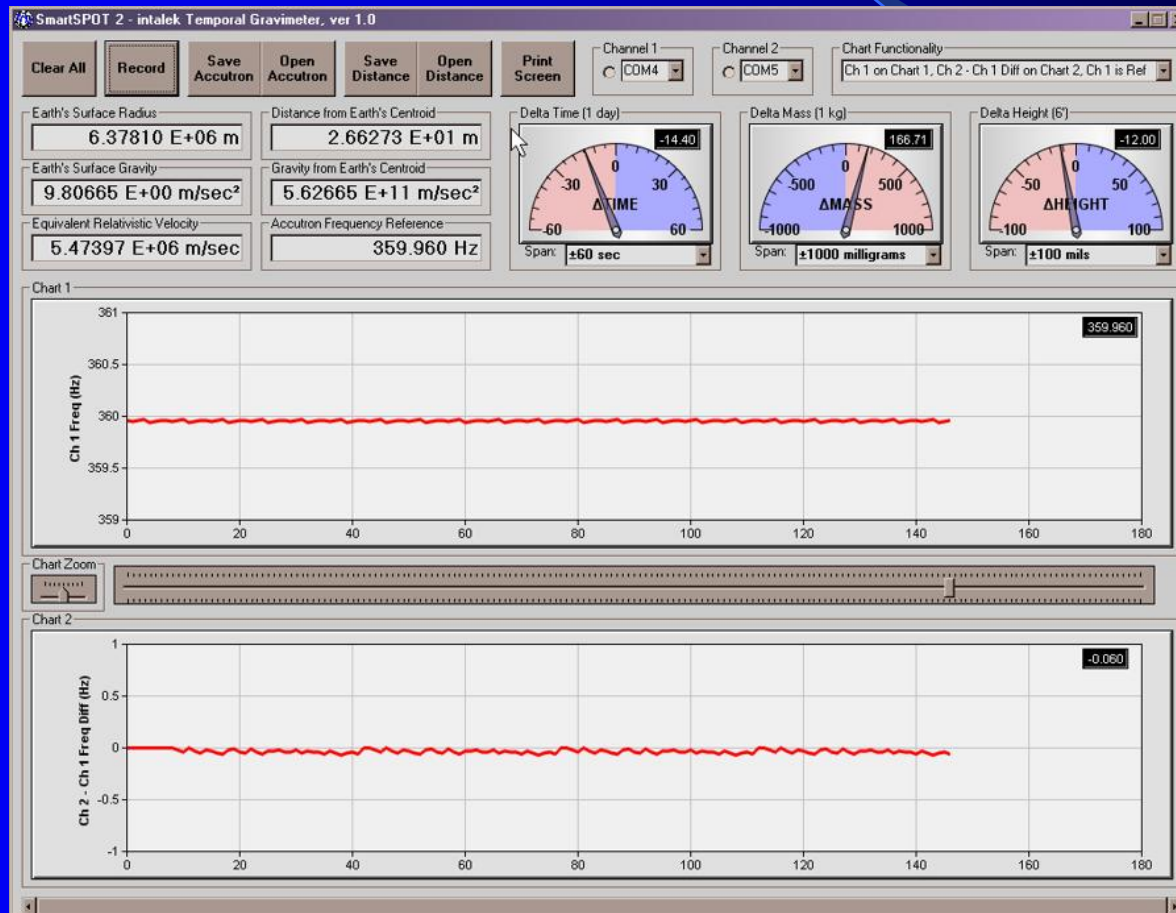 SmartSPOT 2 - intalek Temporal Gravimeter, ver 1.0
Clear All
Record
Save Accutron
Open Accutron
Save Distance
Open Distance
Print Screen
Channel 1
COM4
Channel 2
COM5
Chart Functionality
Ch 1 on Chart 1, Ch 2 - Ch 1 Diff on Chart 2, Ch 1 is Ref
Earth's Surface Radius
6.37810 E+06 m
Distance from Earth's Centroid
2.66273 E+01 m
Earth's Surface Gravity
9.80665 E+00 m/sec²
Gravity from Earth's Centroid
5.62665 E+11 m/sec²
Equivalent Relativistic Velocity
5.47397 E+06 m/sec
Accutron Frequency Reference
359.960 Hz
Delta Time (1 day)
-14.40
-60 -30 0 30 60
ΔTIME
Span: ±60 sec
Delta Mass (1 kg)
166.71
-1000 -500 0 500 1000
ΔMASS
Span: ±1000 milligrams
Delta Height (6')
-12.00
-100 -50 0 50 100
ΔHEIGHT
Span: ±100 mils
Chart 1
359.960
Ch 1 Freq (Hz)
361
360.5
360
359.5
359
0 20 40 60 80 100 120 140 160 180
Chart Zoom
Chart 2
-0.060
Ch 2 - Ch 1 Freq Diff (Hz)
1
0.5
0
-0.5
-1
0 20 40 60 80 100 120 140 160 180